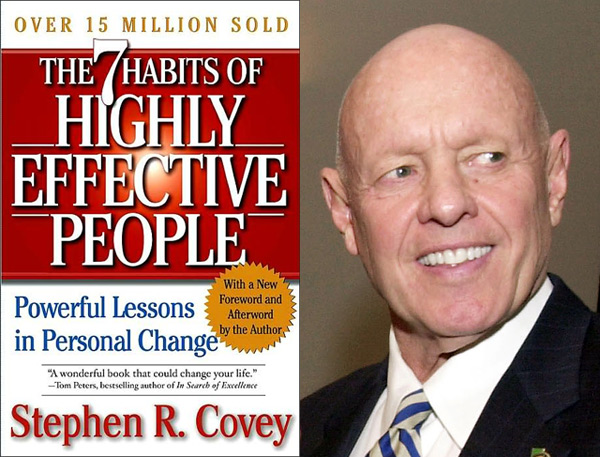 OVER 15 MILLION SOLD
THE 7 HABITS OF
HIGHLY
EFFECTIVE
PEOPLE
Powerful Lessons
in Personal Change
With a New
Foreword and
Afterword
by the Author
"A wonderful book that could change your life."
—Tom Peters, bestselling author of In Search of Excellence
Stephen R. Covey